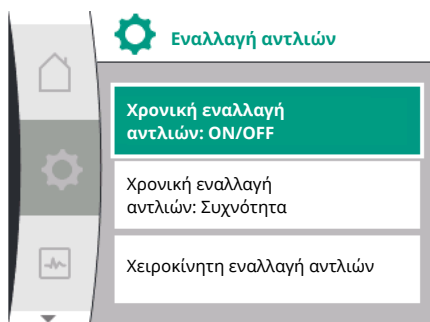 Εναλλαγή αντλιών
Χρονική εναλλαγή
αντλιών: ON/OFF
Χρονική εναλλαγή
αντλιών: Συχνότητα
Χειροκίνητη εναλλαγή αντλιών